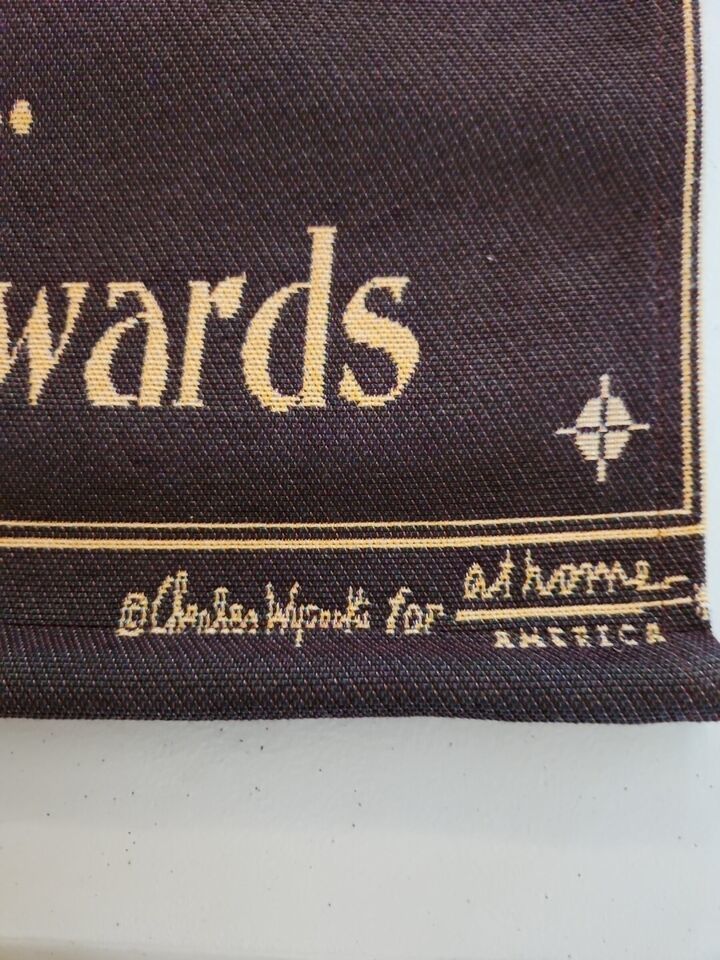 wards
© Charles Wysocki for at home
AMERICA